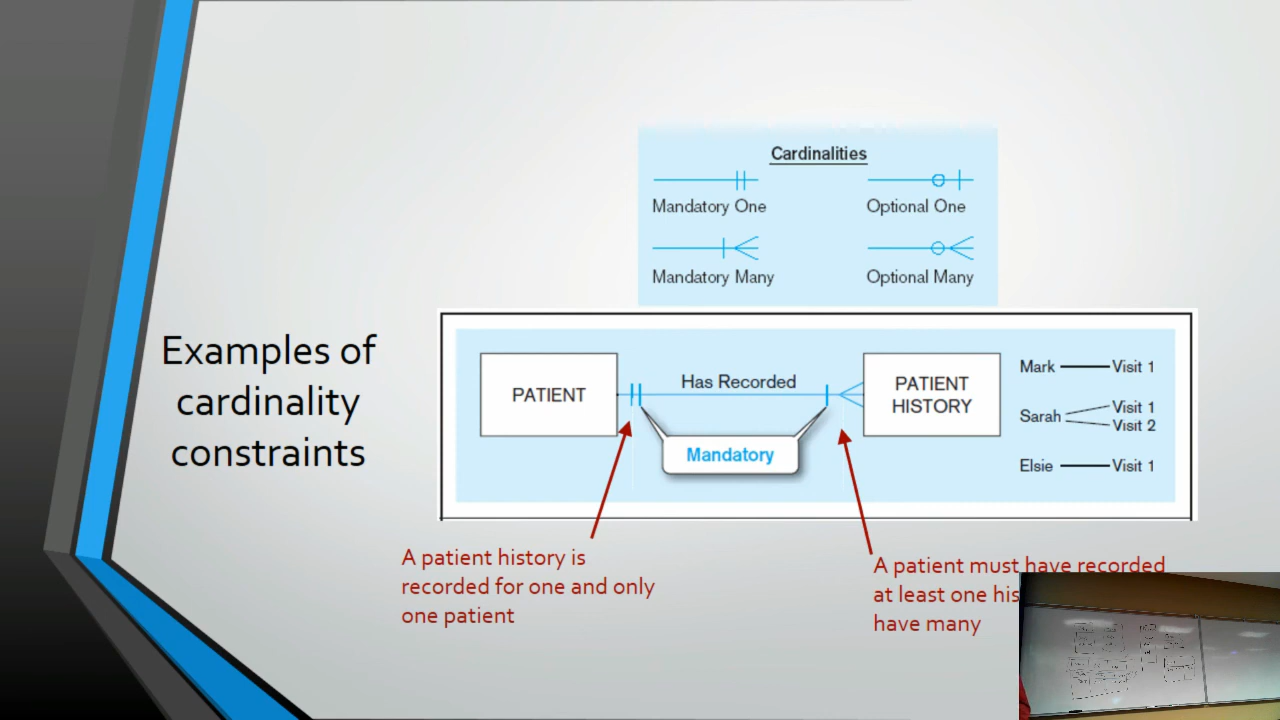 Cardinalities
Mandatory One
Optional One
Mandatory Many
Optional Many
Examples of
cardinality
constraints
PATIENT
Has Recorded
PATIENT
HISTORY
Mandatory
Mark
Visit 1
Sarah
Visit 1
Visit 2
Elsie
Visit 1
A patient history is
recorded for one and only
one patient
A patient must have recorded
at least one his
have many